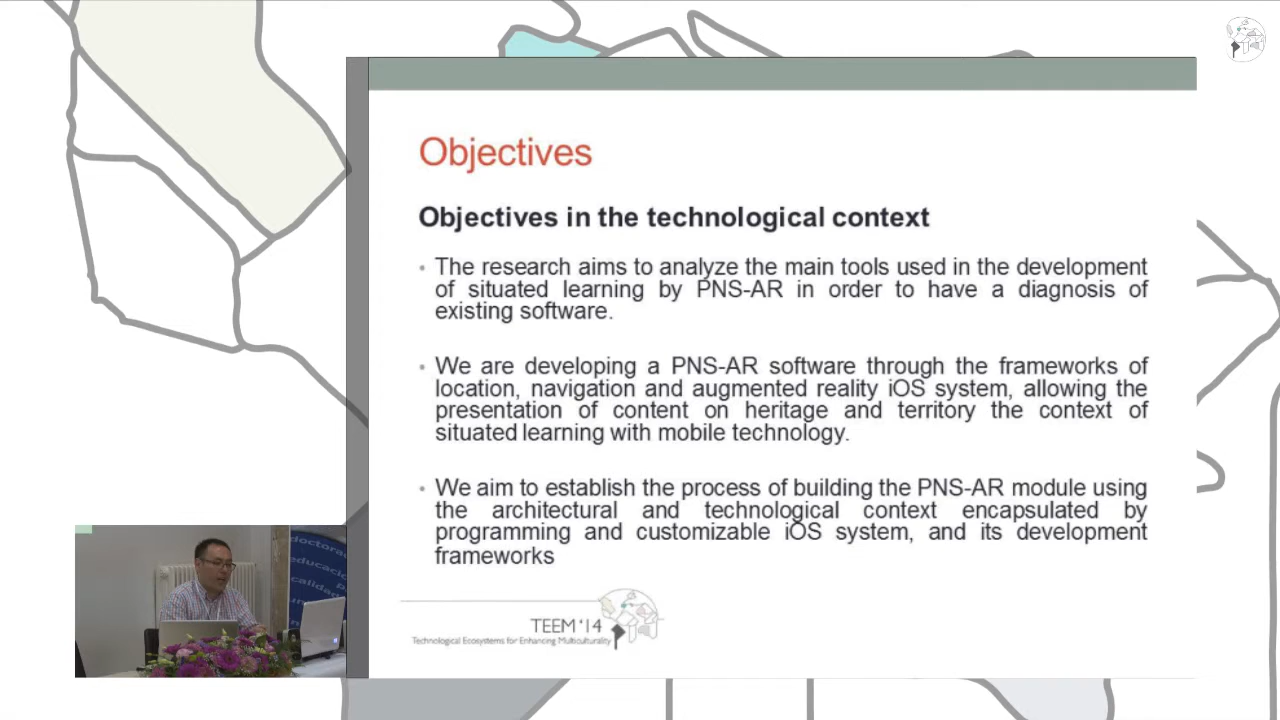 Objectives
Objectives in the technological context
• The research aims to analyze the main tools used in the development
of situated learning by PNS-AR in order to have a diagnosis of
existing software.
• We are developing a PNS-AR software through the frameworks of
location, navigation and augmented reality iOS system, allowing the
presentation of content on heritage and territory the context of
situated learning with mobile technology.
• We aim to establish the process of building the PNS-AR module using
the architectural and technological context encapsulated by
programming and customizable iOS system, and its development
frameworks
TEEM'14
Technological Ecosystems for Enhancing Multiculturality
doctorado
educació
calidad